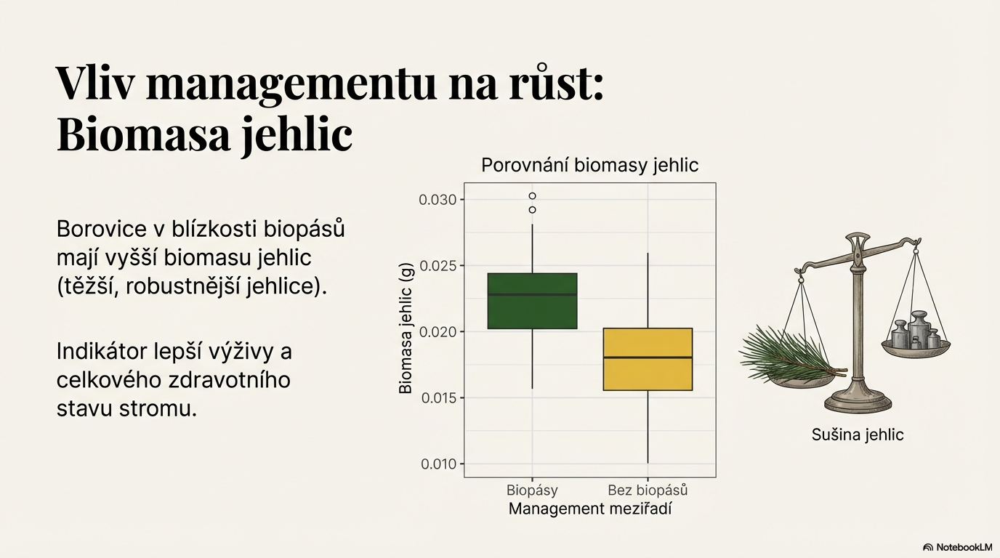 Vliv managementu na růst:
Biomasa jehlic
Borovice v blízkosti biopásů
mají vyšší biomasu jehlic
(těžší, robustnější jehlice).
Indikátor lepší výživy a
celkového zdravotního
stavu stromu.
Porovnání biomasy jehlic
Biomasa jehlic (g)
0.030
0.025
0.020
0.015
0.010
Biopásy
Bez biopásů
Management meziřadí
Sušina jehlic
NotebookLM